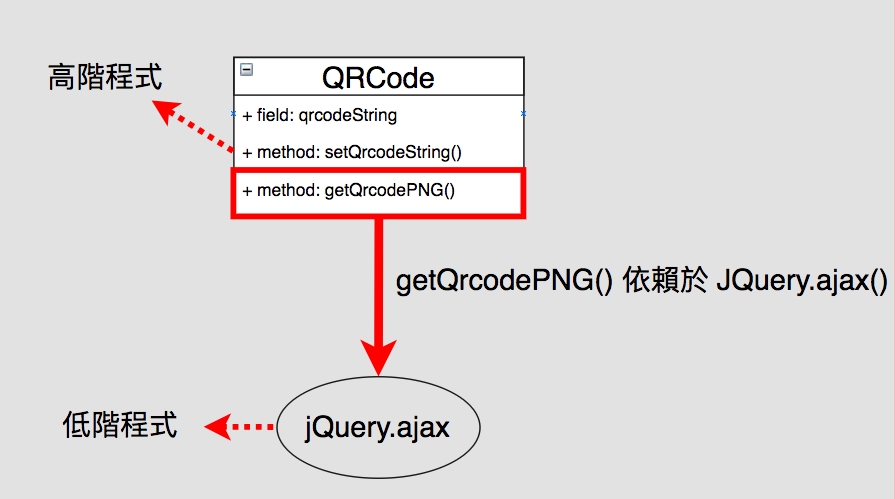 高階程式
QRCode
+ field: qrcodeString
+ method: setQrcodeString()
+ method: getQrcodePNG()
getQrcodePNG() 依賴於 JQuery.ajax()
低階程式
jQuery.ajax